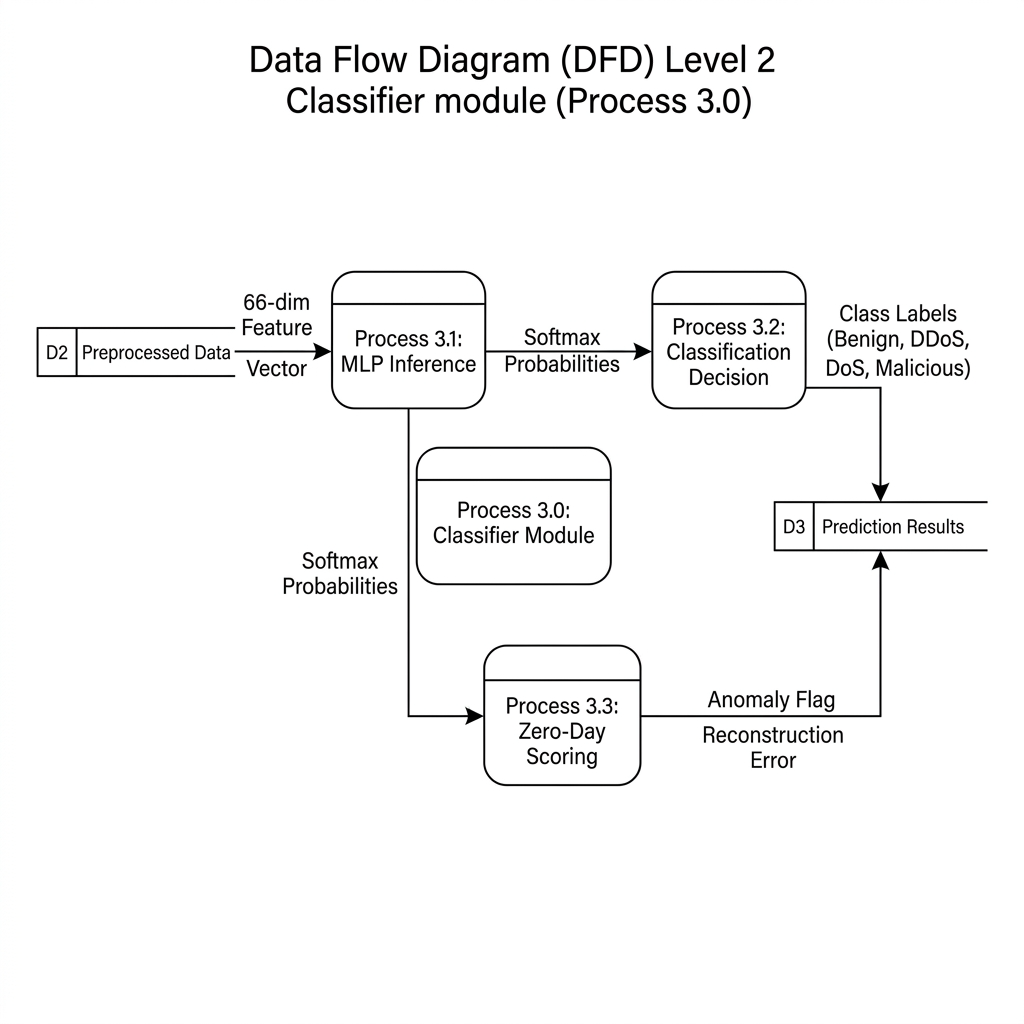 Data Flow Diagram (DFD) Level 2
Classifier module (Process 3.0)
66-dim
Feature
Vector
D2
Preprocessed Data
Process 3.1:
MLP Inference
Softmax
Probabilities
Process 3.2:
Classification
Decision
Class Labels
(Benign, DDoS,
DoS, Malicious)
Process 3.0:
Classifier Module
D3
Prediction Results
Softmax
Probabilities
Process 3.3:
Zero-Day
Scoring
Anomaly Flag
Reconstruction
Error